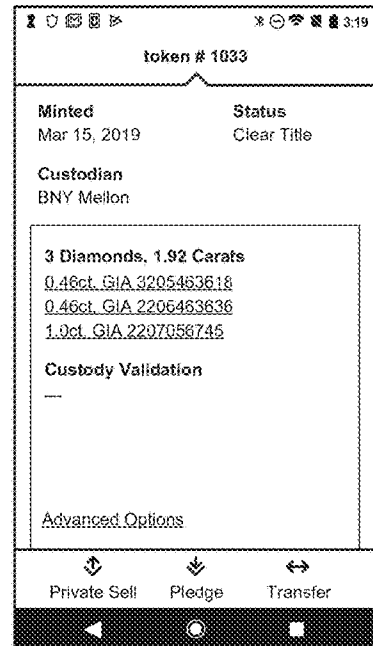 3:19
token # 1033
Minted
Status
Mar 15, 2019
Clear Title
Custodian
BNY Mellon
3 Diamonds, 1.92 Carats
0.46ct, GIA 3205463618
0.46ct, GIA 2206463636
1.0ct, GIA 2207056745
Custody Validation
—
Advanced Options
Private Sell
Pledge
Transfer